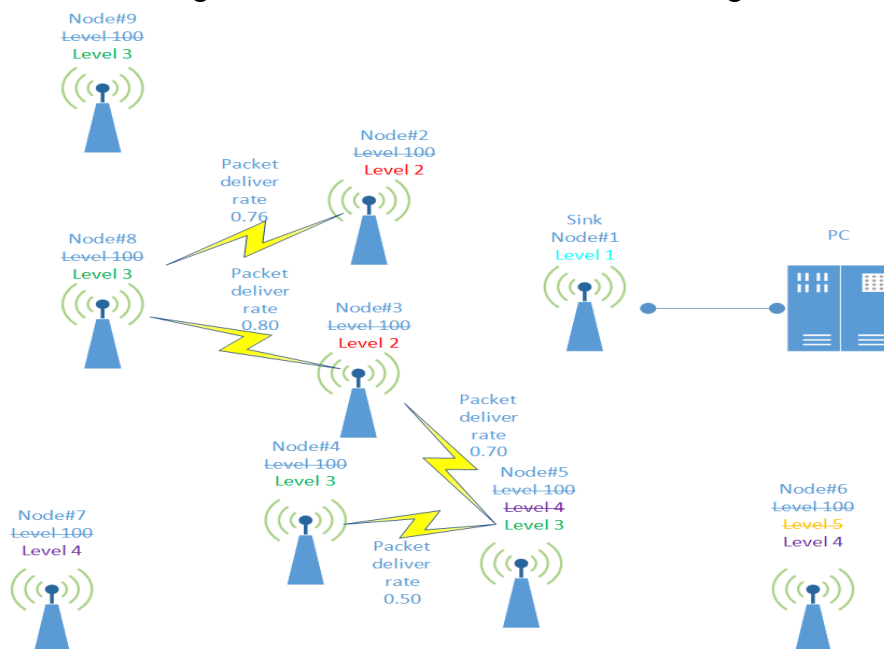 Node#9
Level 100
Level 3
Node#2
Level 100
Level 2
Packet
deliver
rate
0.76
Sink
Node#1
Level 1
PC
Node#8
Level 100
Level 3
Packet
deliver
rate
0.80
Node#3
Level 100
Level 2
Packet
deliver
rate
0.70
Node#4
Level 100
Level 3
Node#5
Level 100
Level 4
Level 3
Node#6
Level 100
Level 5
Level 4
Node#7
Level 100
Level 4
Packet
deliver
rate
0.50